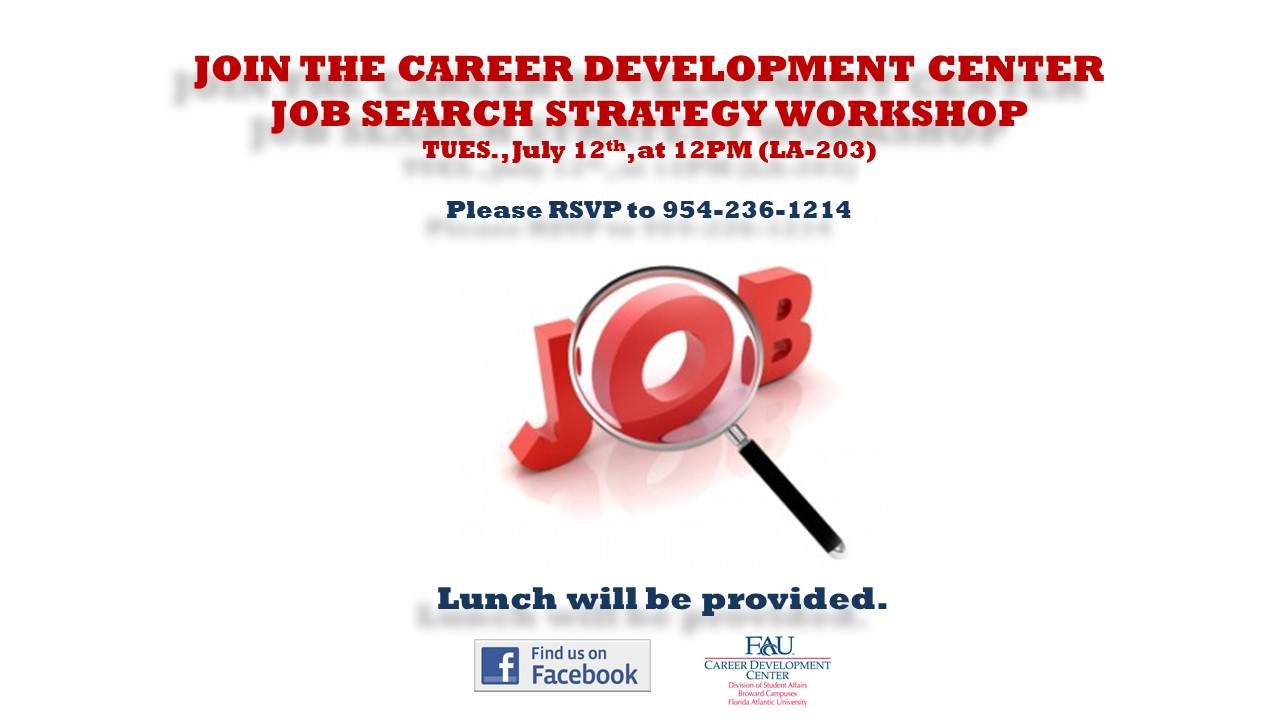 JOIN THE CAREER DEVELOPMENT CENTER
JOB SEARCH STRATEGY WORKSHOP
TUES., July 12th, at 12PM (LA-203)
Please RSVP to 954-236-1214
JOB
Lunch will be provided.
Find us on
Facebook
FAU
CAREER DEVELOPMENT
CENTER
Division of Student Affairs
Broward Campuses
Florida Atlantic University